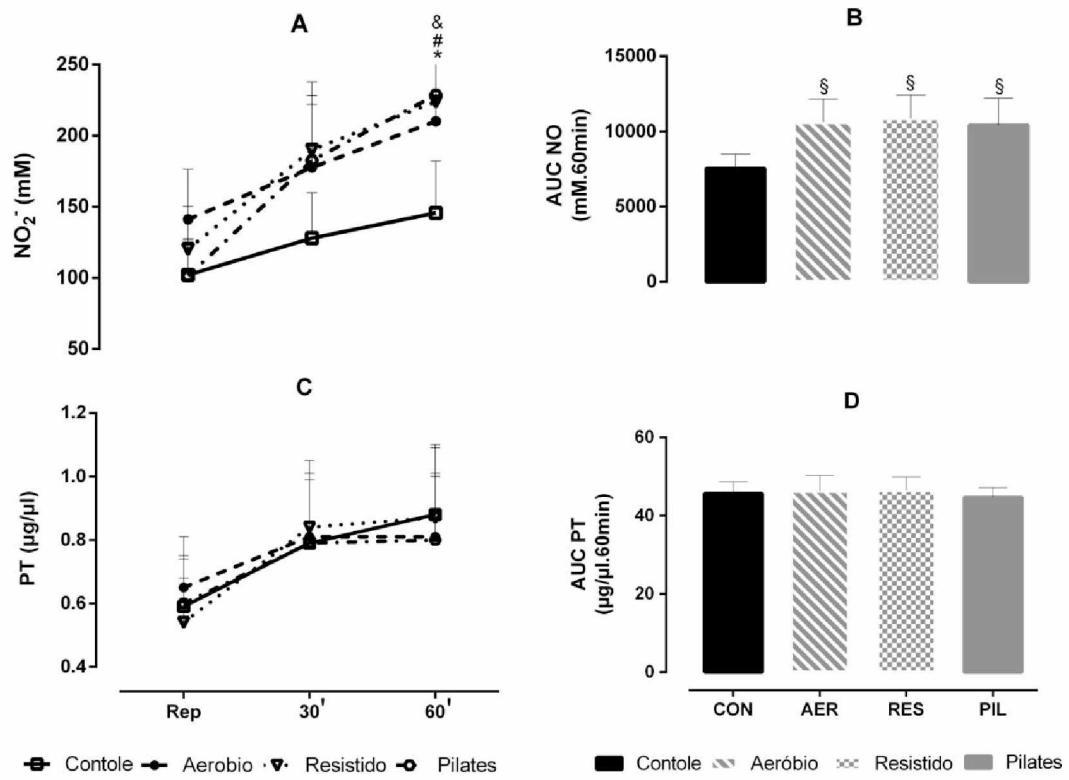 A
&
#
*
250
200
150
100
50
NO2- (mM)
B
15000
10000
5000
0
AUC NO
(mM.60min)
§ § §
C
1.2
1.0
0.8
0.6
0.4
PT (µg/µl)
Rep 30' 60'
D
60
40
20
0
AUC PT
(µg/µl.60min)
CON AER RES PIL
Contole Aerobio Resistido Pilates
Contole Aeróbio Resistido Pilates